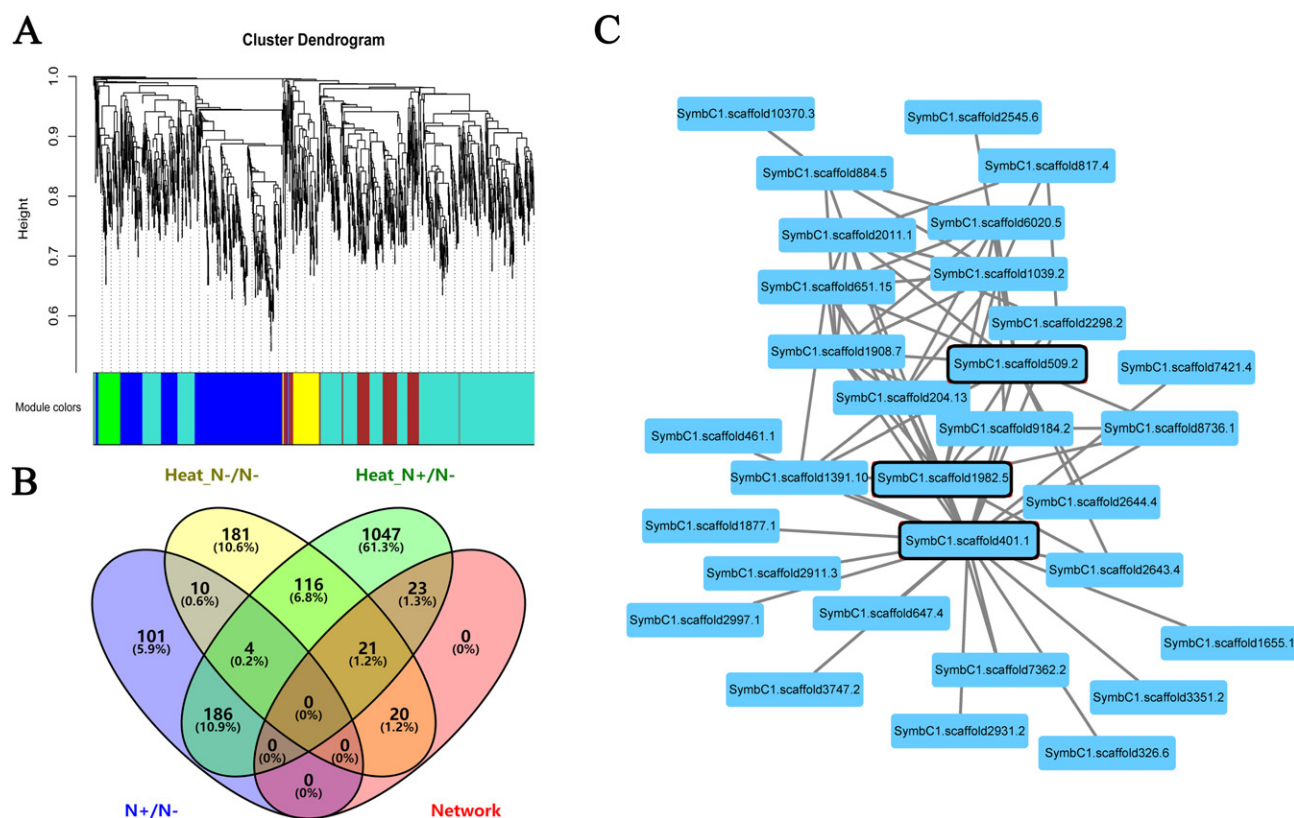 A
Cluster Dendrogram
Height
1.0
0.9
0.8
0.7
0.6
Module colors
B
Heat_N-/N-
Heat_N+/N-
181
(10.6%)
1047
(61.3%)
10
(0.6%)
116
(6.8%)
23
(1.3%)
101
(5.9%)
4
(0.2%)
21
(1.2%)
0
(0%)
186
(10.9%)
0
(0%)
20
(1.2%)
0
(0%)
0
(0%)
0
(0%)
N+/N-
Network
C
SymbC1.scaffold10370.3
SymbC1.scaffold2545.6
SymbC1.scaffold884.5
SymbC1.scaffold817.4
SymbC1.scaffold6020.5
SymbC1.scaffold2011.1
SymbC1.scaffold1039.2
SymbC1.scaffold651.15
SymbC1.scaffold2298.2
SymbC1.scaffold1908.7
SymbC1.scaffold509.2
SymbC1.scaffold7421.4
SymbC1.scaffold204.13
SymbC1.scaffold9184.2
SymbC1.scaffold8736.1
SymbC1.scaffold461.1
SymbC1.scaffold1391.10
SymbC1.scaffold1982.5
SymbC1.scaffold2644.4
SymbC1.scaffold1877.1
SymbC1.scaffold401.1
SymbC1.scaffold2911.3
SymbC1.scaffold2643.4
SymbC1.scaffold2997.1
SymbC1.scaffold647.4
SymbC1.scaffold1655.1
SymbC1.scaffold7362.2
SymbC1.scaffold3747.2
SymbC1.scaffold3351.2
SymbC1.scaffold2931.2
SymbC1.scaffold326.6